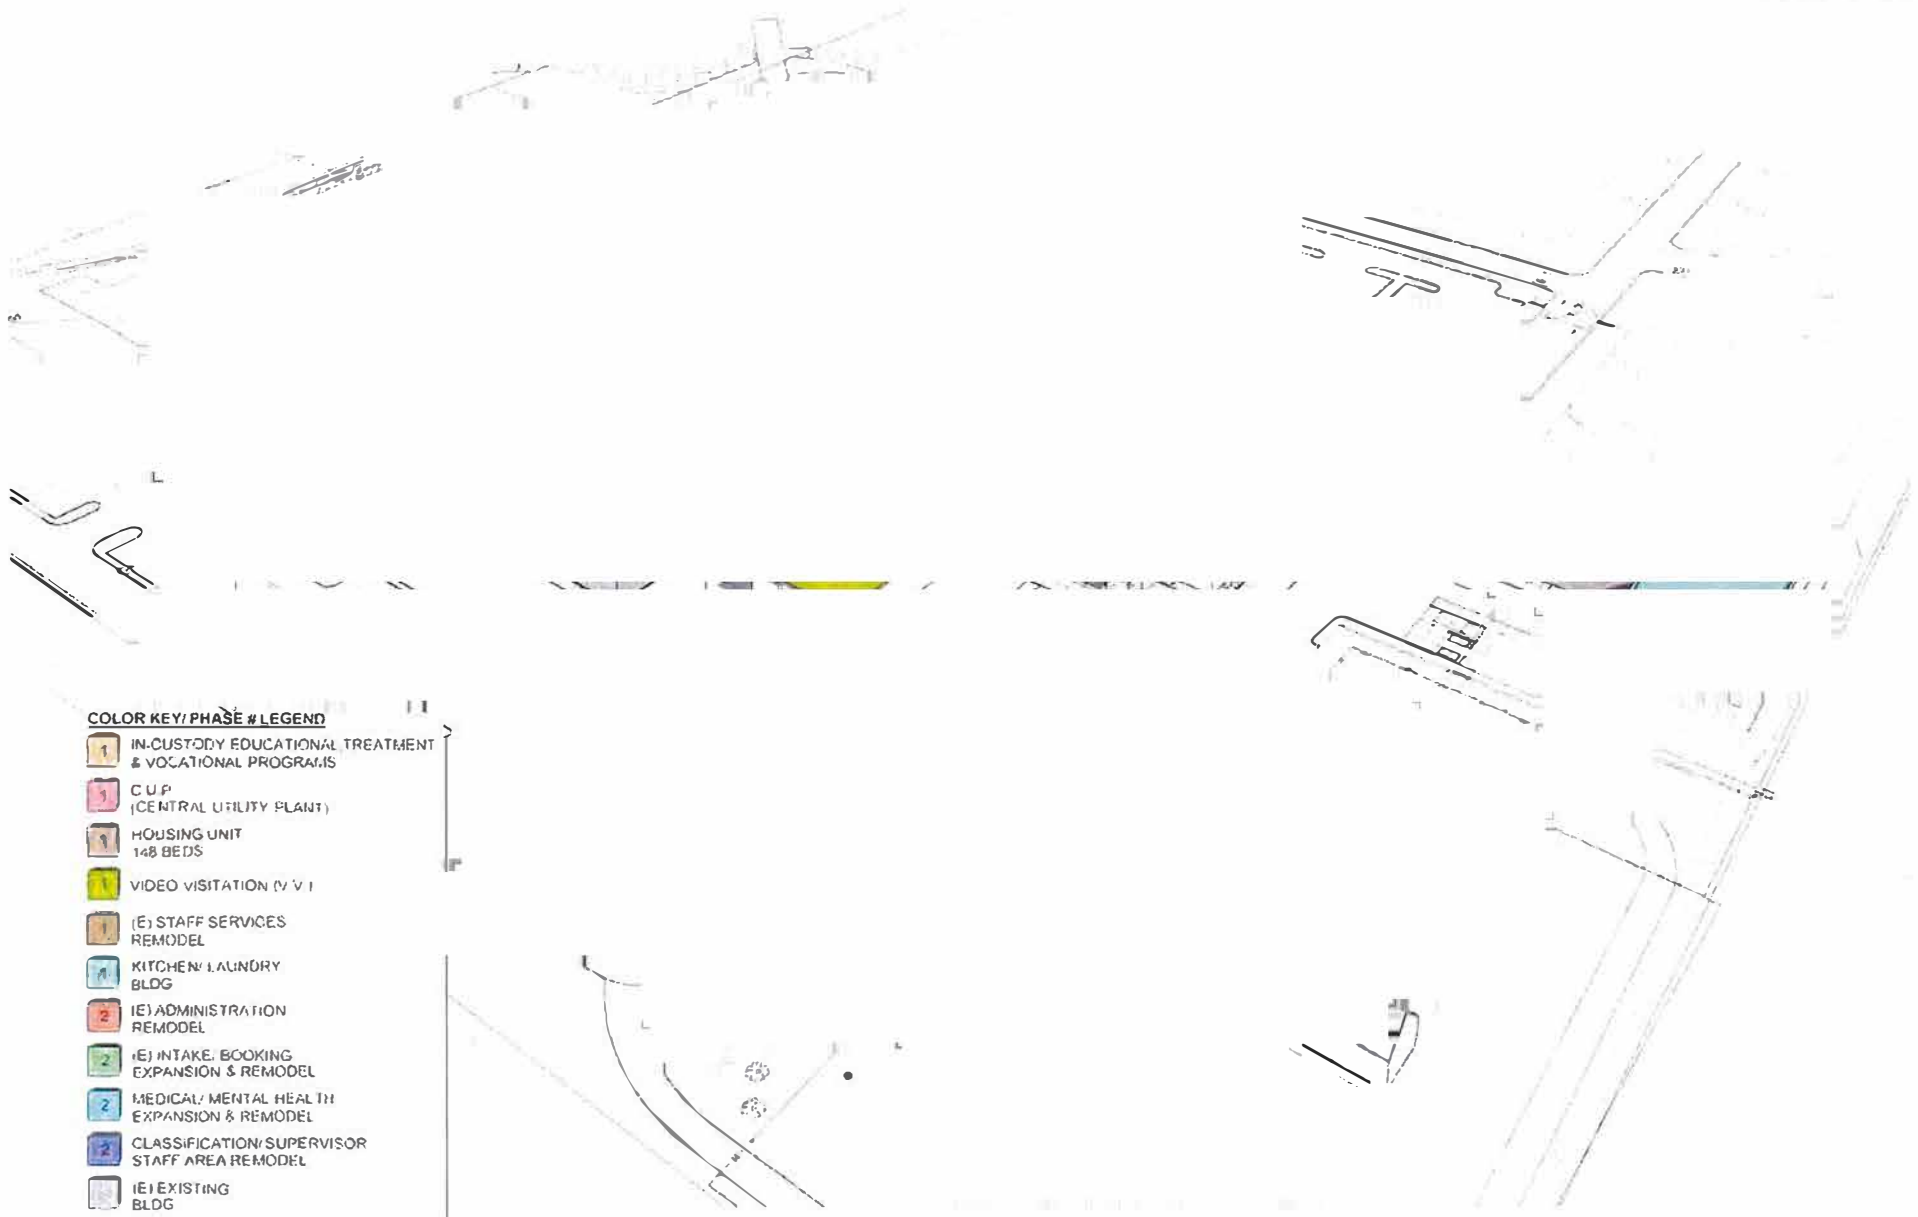 COLOR KEY/ PHASE # LEGEND
1 IN-CUSTODY EDUCATIONAL TREATMENT
& VOCATIONAL PROGRAMS
1 C.U.P
(CENTRAL UTILITY PLANT)
1 HOUSING UNIT
148 BEDS
1 VIDEO VISITATION (V.V.)
1 (E) STAFF SERVICES
REMODEL
1 KITCHEN/ LAUNDRY
BLDG
2 (E) ADMINISTRATION
REMODEL
2 (E) INTAKE/ BOOKING
EXPANSION & REMODEL
2 MEDICAL/ MENTAL HEALTH
EXPANSION & REMODEL
2 CLASSIFICATION/ SUPERVISOR
STAFF AREA REMODEL
(E) EXISTING
BLDG